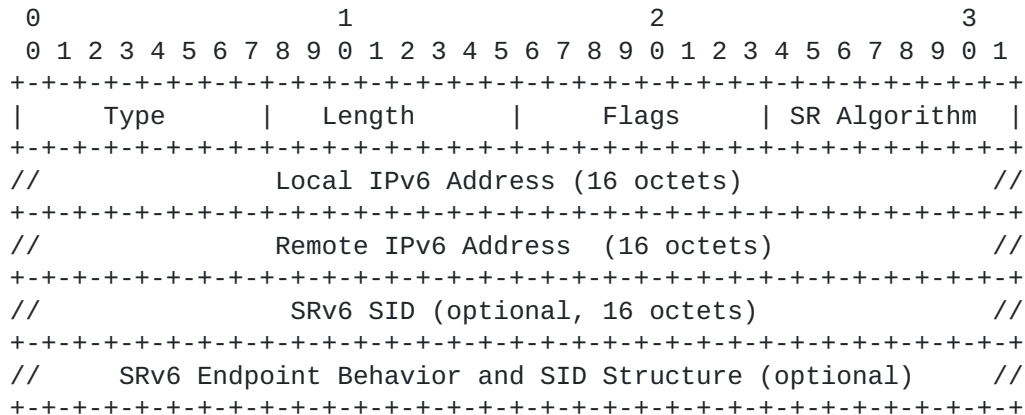 0                   1                   2                   3
 0 1 2 3 4 5 6 7 8 9 0 1 2 3 4 5 6 7 8 9 0 1 2 3 4 5 6 7 8 9 0 1
+-+-+-+-+-+-+-+-+-+-+-+-+-+-+-+-+-+-+-+-+-+-+-+-+-+-+-+-+-+-+-+-+
|     Type      |   Length      |     Flags     | SR Algorithm  |
+-+-+-+-+-+-+-+-+-+-+-+-+-+-+-+-+-+-+-+-+-+-+-+-+-+-+-+-+-+-+-+-+
//               Local IPv6 Address (16 octets)                //
+-+-+-+-+-+-+-+-+-+-+-+-+-+-+-+-+-+-+-+-+-+-+-+-+-+-+-+-+-+-+-+-+
//               Remote IPv6 Address  (16 octets)              //
+-+-+-+-+-+-+-+-+-+-+-+-+-+-+-+-+-+-+-+-+-+-+-+-+-+-+-+-+-+-+-+-+
//                SRv6 SID (optional, 16 octets)               //
+-+-+-+-+-+-+-+-+-+-+-+-+-+-+-+-+-+-+-+-+-+-+-+-+-+-+-+-+-+-+-+-+
//     SRv6 Endpoint Behavior and SID Structure (optional)     //
+-+-+-+-+-+-+-+-+-+-+-+-+-+-+-+-+-+-+-+-+-+-+-+-+-+-+-+-+-+-+-+-+